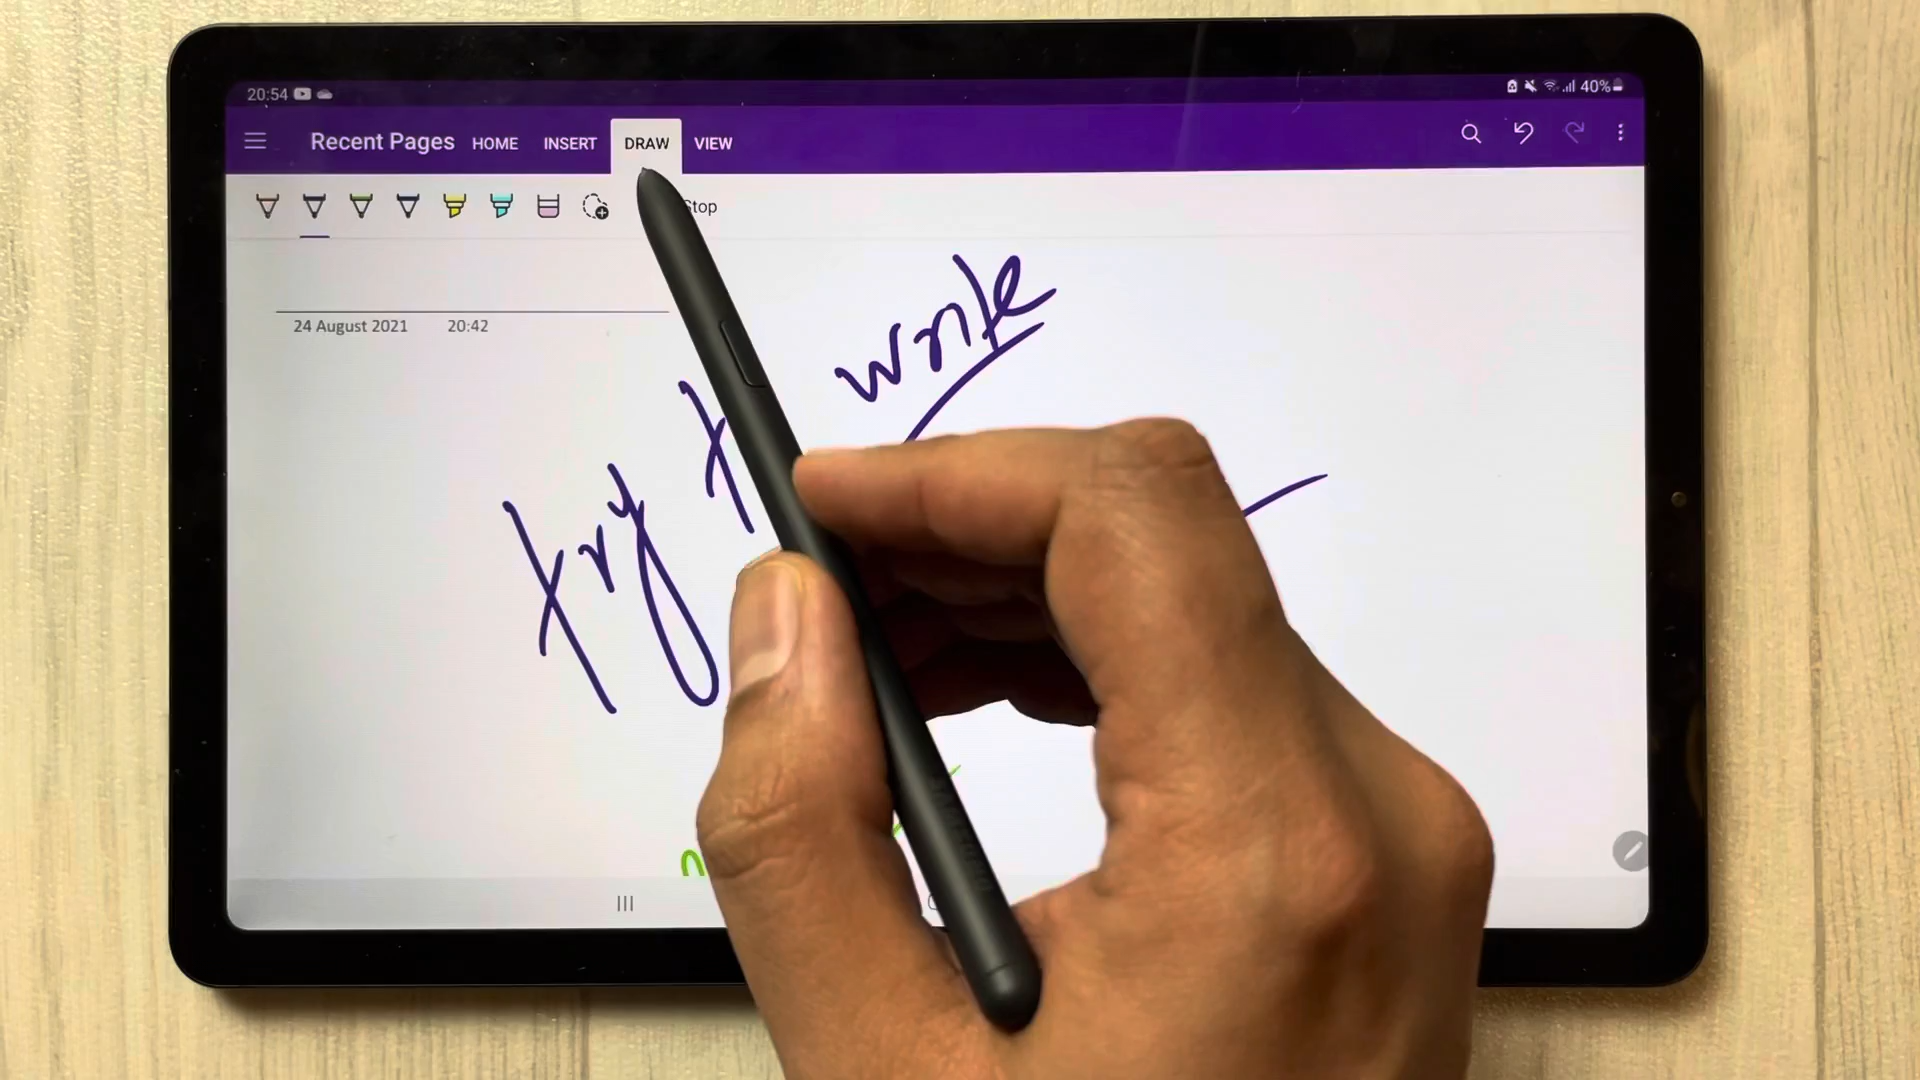 20:54 40%
Recent Pages HOME INSERT DRAW VIEW
Stop
24 August 2021 20:42
try write